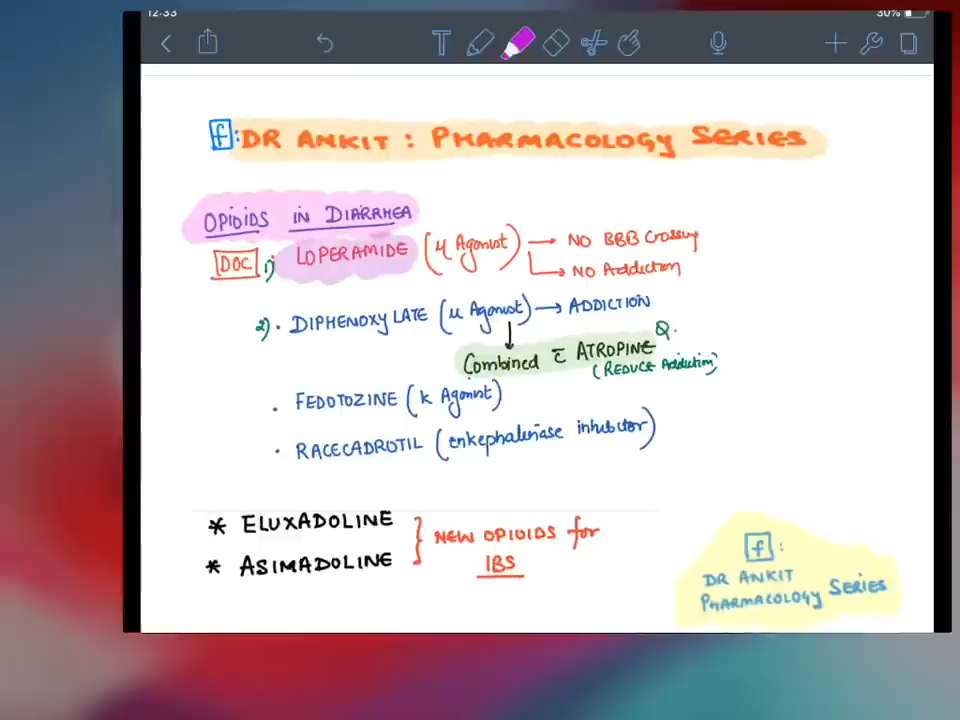 12:33
30%
T
f: DR ANKIT: PHARMACOLOGY SERIES
OPIOIDS IN DIARRHEA
DOC 1) LOPERAMIDE (μ Agonist) → NO BBB Crossing
→ NO Addiction
2). DIPHENOXYLATE (μ Agonist) → ADDICTION
Combined c̄ ATROPINE Q.
(REDUCE Addiction)
. FEDOTOZINE (K Agonist)
. RACECADROTIL (enkephalinase inhibitor)
* ELUXADOLINE
* ASIMADOLINE
} NEW OPIOIDS for
IBS
f:
DR ANKIT
PHARMACOLOGY SERIES